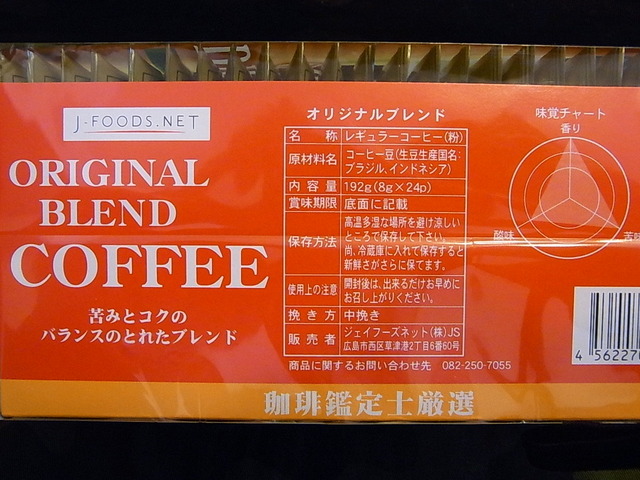 J-FOODS.NET
ORIGINAL
BLEND
COFFEE
苦みとコクの
バランスのとれたブレンド
オリジナルブレンド
名 称 レギュラーコーヒー(粉)
原材料名 コーヒー豆(生豆生産国名:
ブラジル、インドネシア)
内 容 量 192g(8g×24p)
賞味期限 底面に記載
保存方法 高温多湿な場所を避け涼しい
ところで保存して下さい。
尚、冷蔵庫に入れて保存すると
新鮮さがさらに保てます。
使用上の注意 開封後は、出来るだけお早めに
お召し上がりください。
挽 き 方 中挽き
販 売 者 ジェイフーズネット(株)JS
広島市西区草津港2丁目6番60号
商品に関するお問い合わせ先 082-250-7055
味覚チャート
香り
酸味
苦味
4 562270
珈琲鑑定士厳選